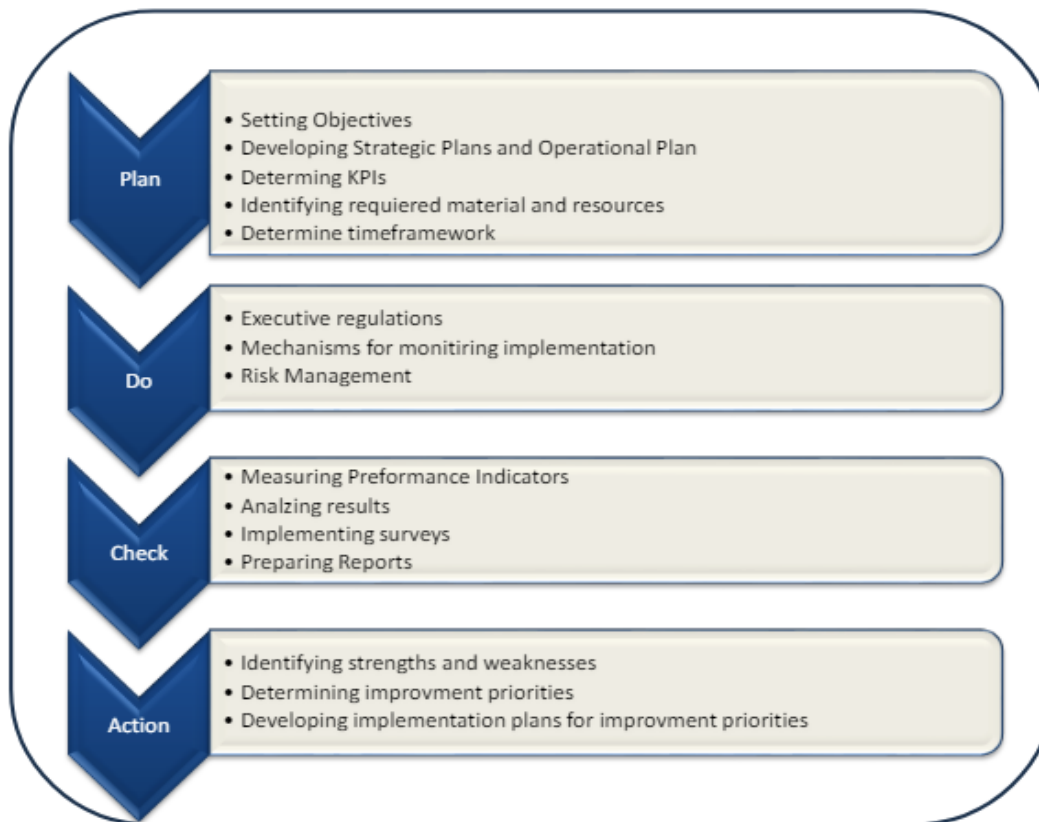 Plan
• Setting Objectives
• Developing Strategic Plans and Operational Plan
• Determing KPIs
• Identifying requiered material and resources
• Determine timeframework
Do
• Executive regulations
• Mechanisms for monitiring implementation
• Risk Management
Check
• Measuring Preformance Indicators
• Analzing results
• Implementing surveys
• Preparing Reports
Action
• Identifying strengths and weaknesses
• Determining improvment priorities
• Developing implementation plans for improvment priorities